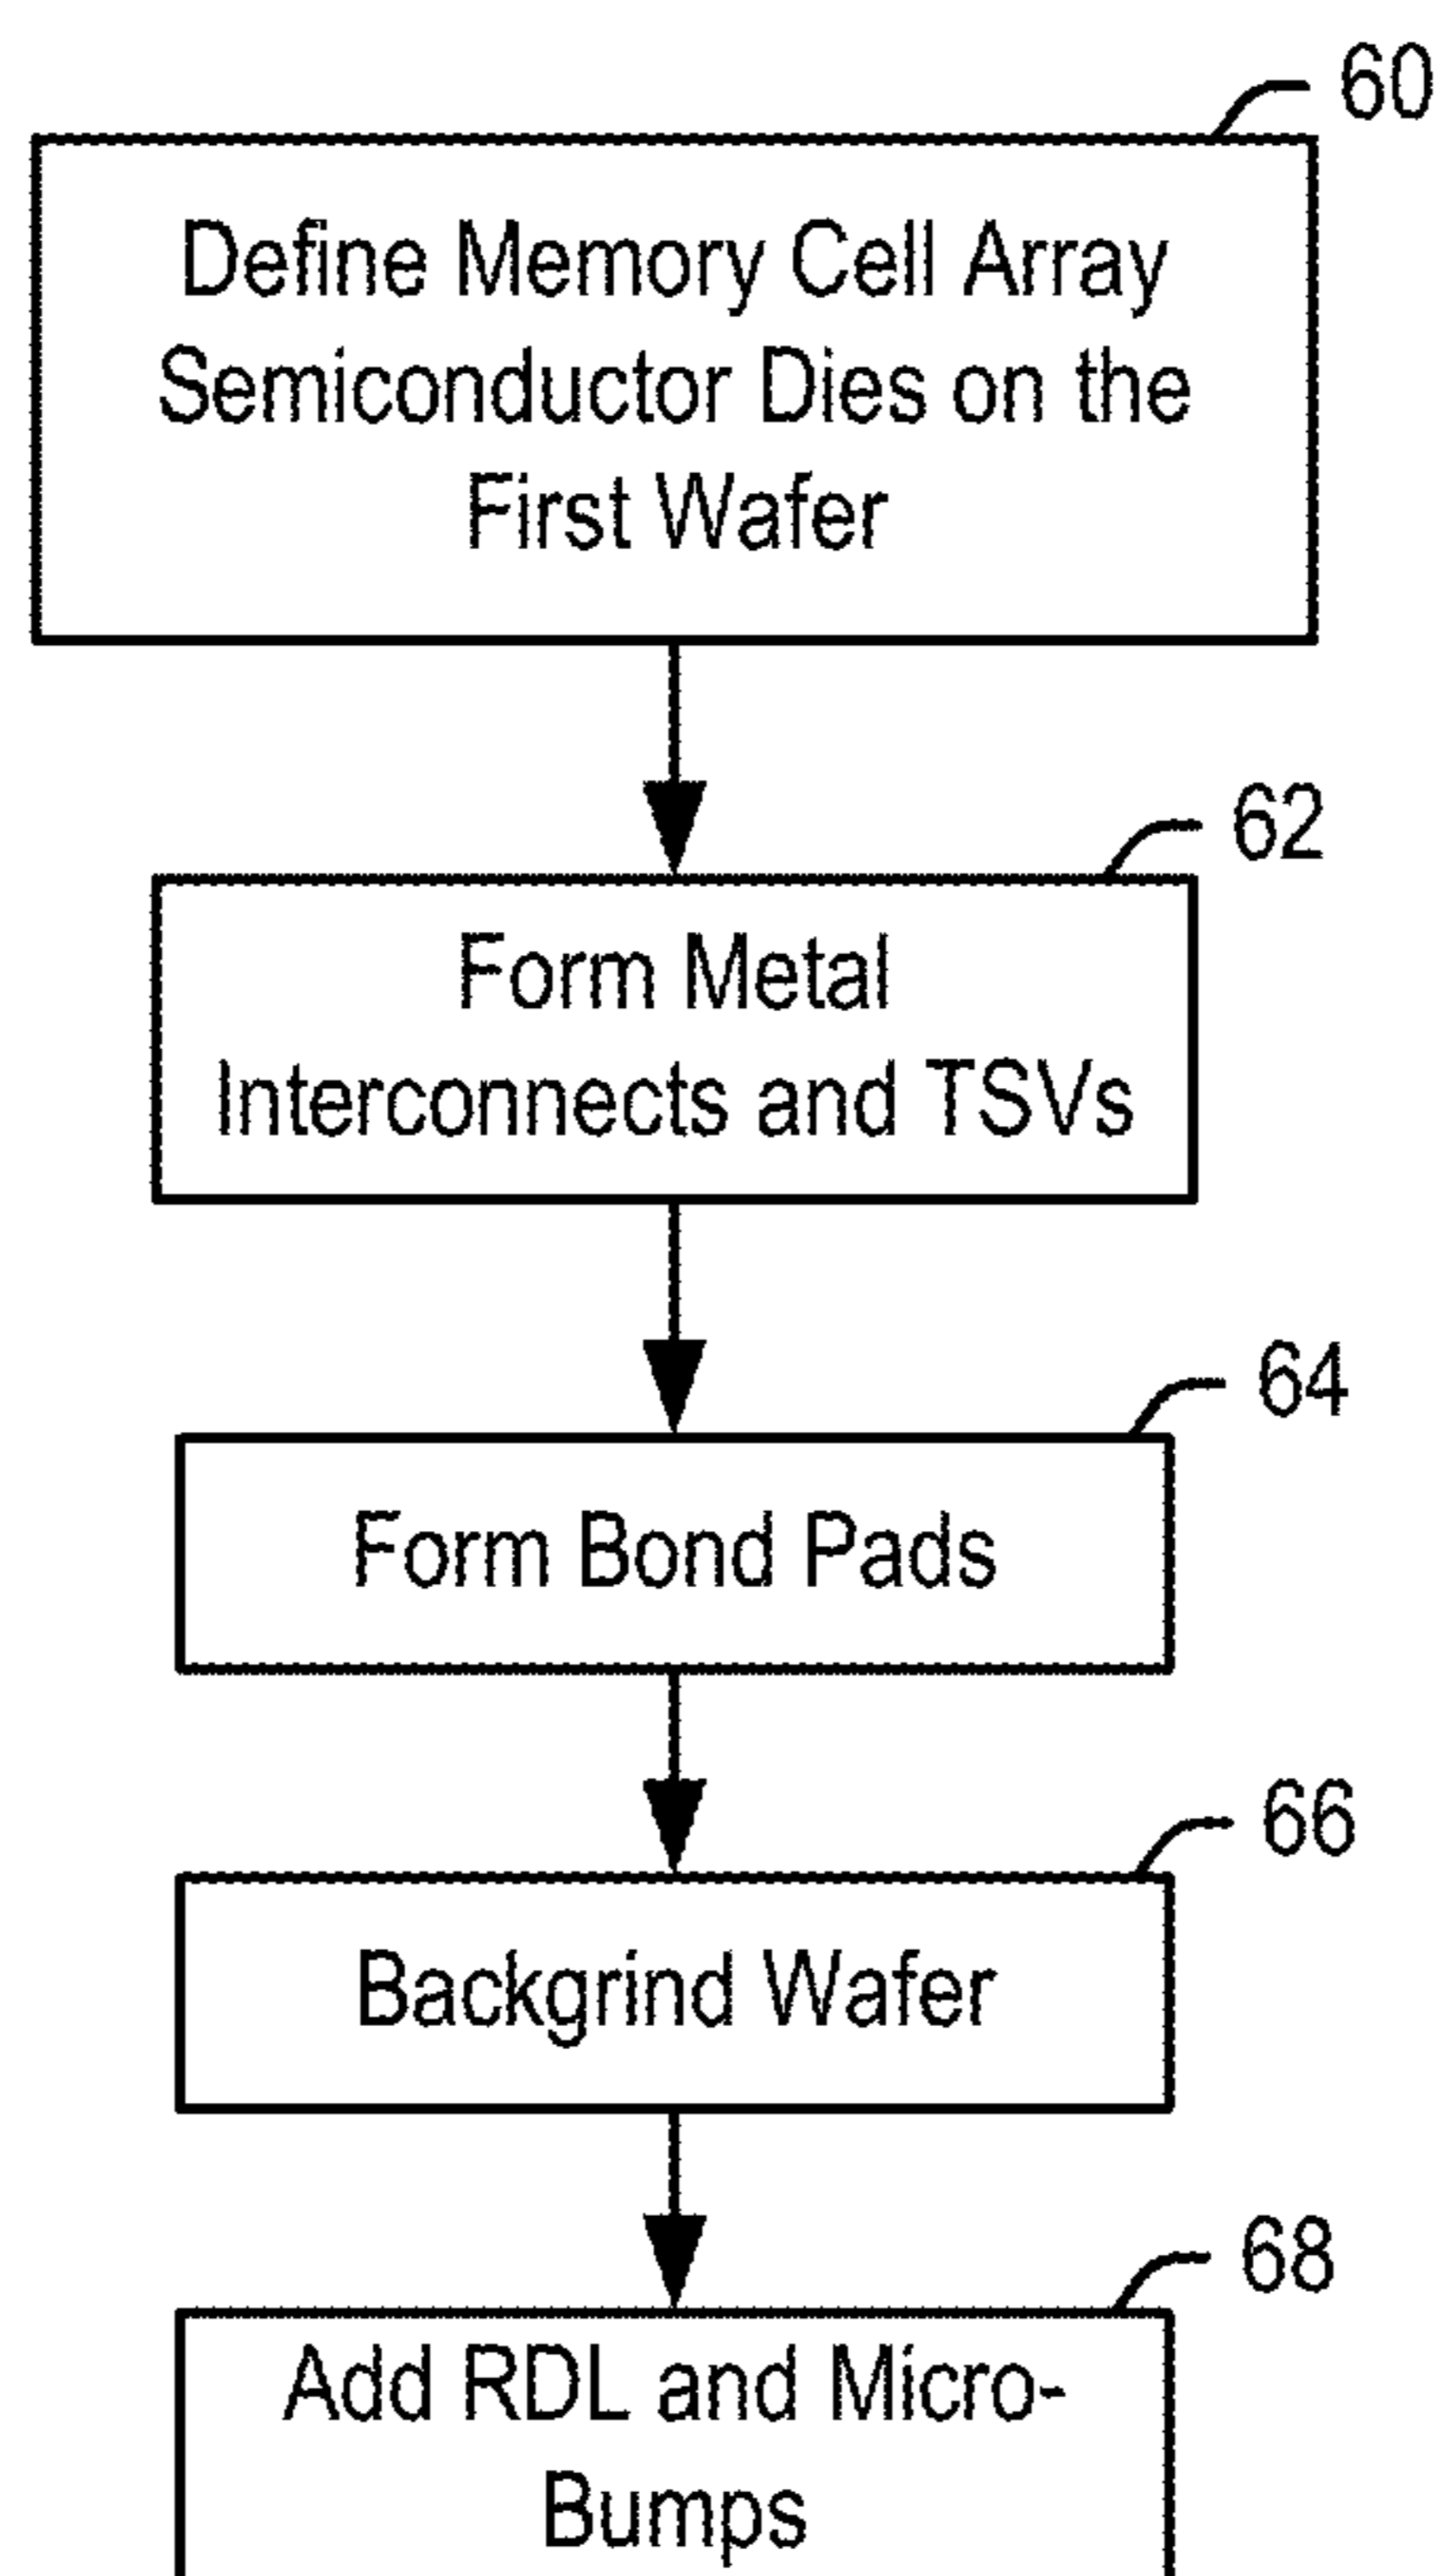 60
Define Memory Cell Array
Semiconductor Dies on the
First Wafer
62
Form Metal
Interconnects and TSVs
64
Form Bond Pads
66
Backgrind Wafer
68
Add RDL and Micro-
Bumps